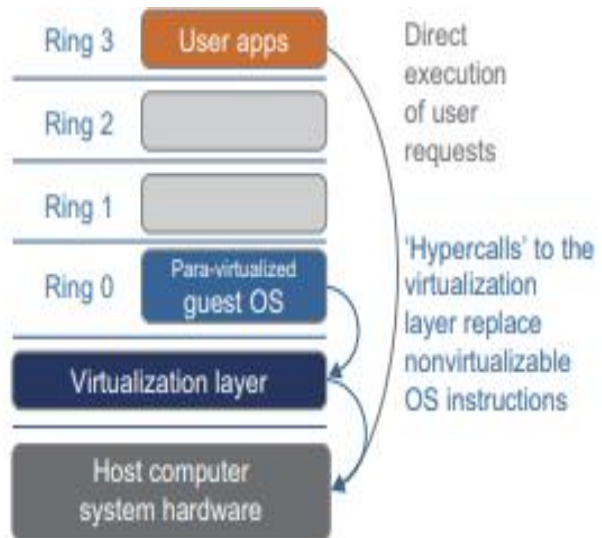 Ring 3
User apps
Direct
execution
of user
requests
Ring 2
Ring 1
Ring 0
Para-virtualized
guest OS
'Hypercalls' to the
virtualization
layer replace
nonvirtualizable
OS instructions
Virtualization layer
Host computer
system hardware